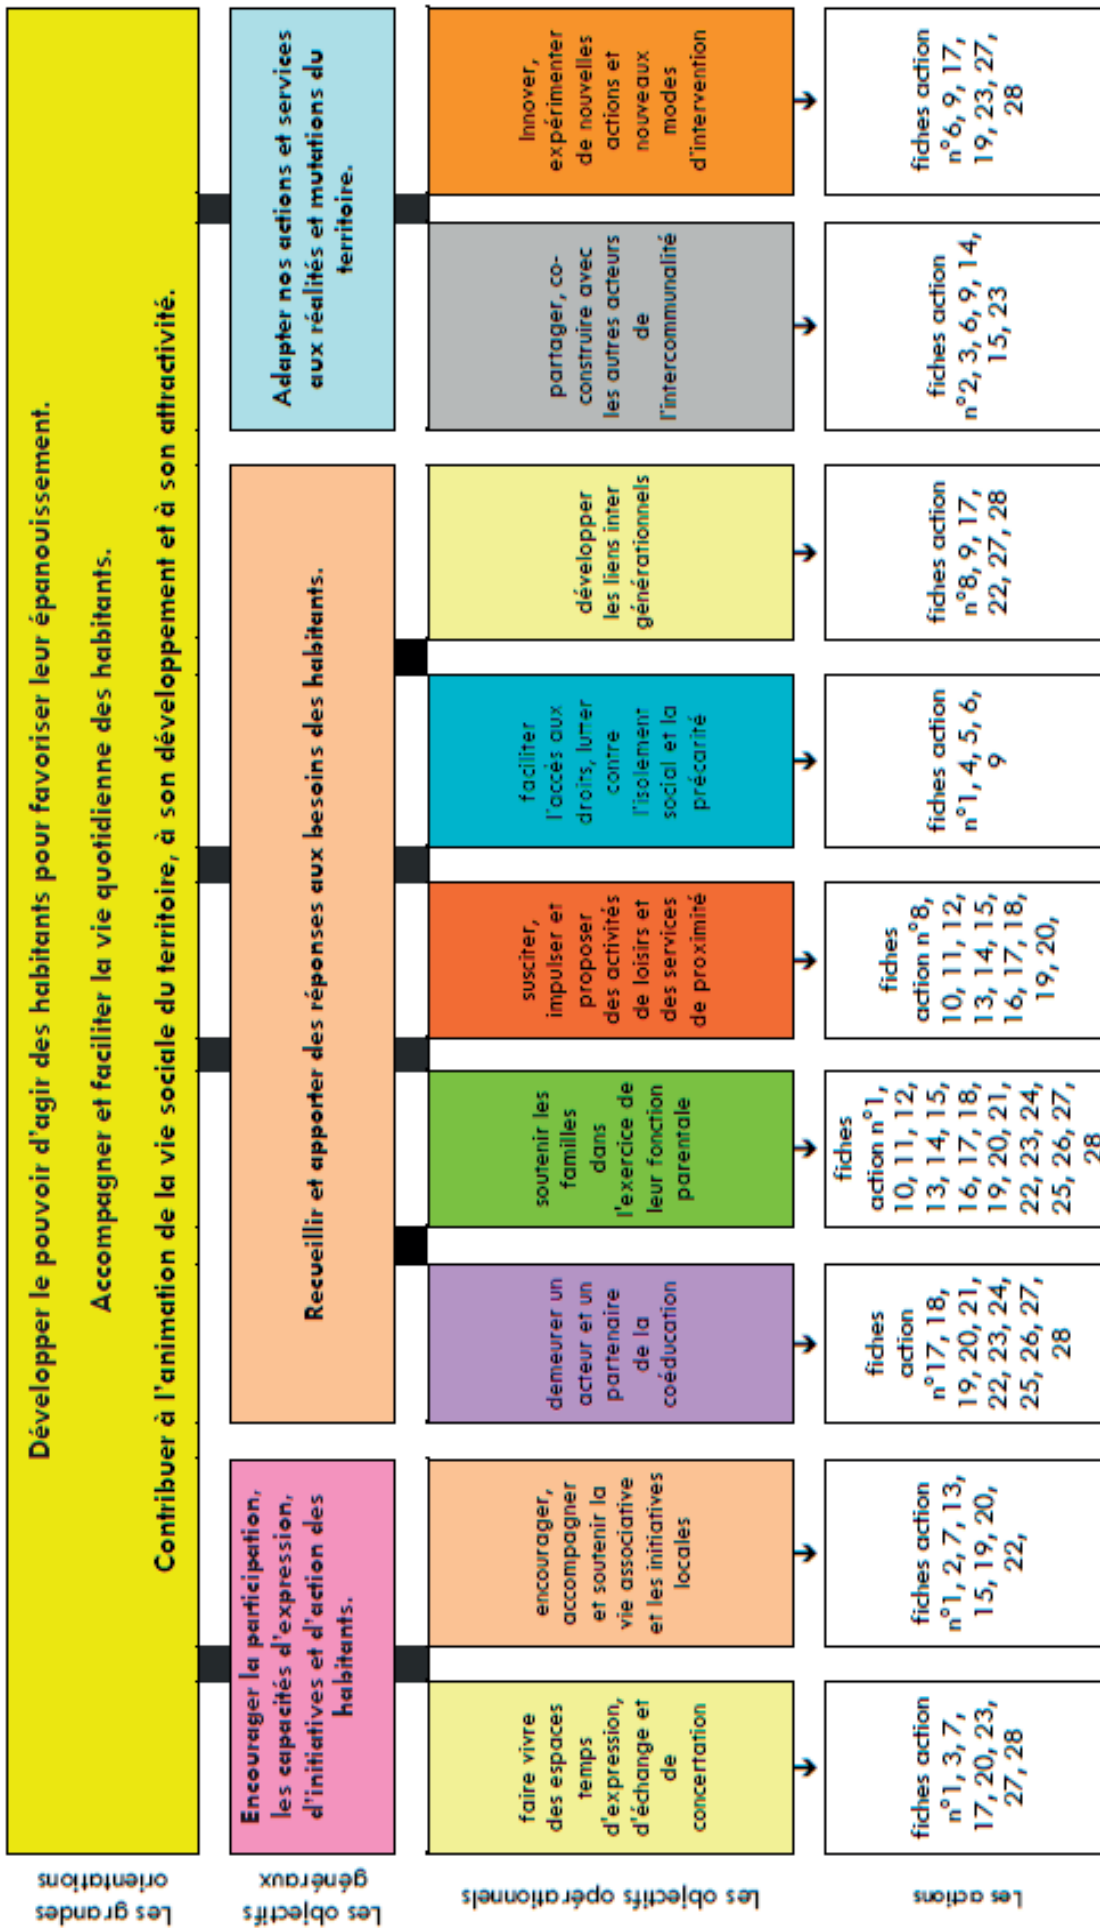 Les grandes
orientations
Développer le pouvoir d'agir des habitants pour favoriser leur épanouissement.
Accompagner et faciliter la vie quotidienne des habitants.
Contribuer à l'animation de la vie sociale du territoire, à son développement et à son attractivité.
Les objectifs
généraux
Encourager la participation,
les capacités d'expression,
d'initiatives et d'action des
habitants.
Recueillir et apporter des réponses aux besoins des habitants.
Adapter nos actions et services
aux réalités et mutations du
territoire.
Les objectifs opérationnels
faire vivre
des espaces
temps
d'expression,
d'échange et
de
concertation
encourager,
accompagner
et soutenir la
vie associative
et les initiatives
locales
demeurer un
acteur et un
partenaire
de la
coéducation
soutenir les
familles
dans
l'exercice de
leur fonction
parentale
susciter,
impulser et
proposer
des activités
de loisirs et
des services
de proximité
faciliter
l'accès aux
droits, lutter
contre
l'isolement
social et la
précarité
développer
les liens inter
générationnels
partager, co-
construire avec
les autres acteurs
de
l'intercommunalité
Innover,
expérimenter
de nouvelles
actions et
nouveaux
modes
d'intervention
Les actions
fiches action
n°1, 3, 7,
17, 20, 23,
27, 28
fiches action
n°1, 2, 7, 13,
15, 19, 20,
22,
fiches
action
n°17, 18,
19, 20, 21,
22, 23, 24,
25, 26, 27,
28
fiches
action n°1,
10, 11, 12,
13, 14, 15,
16, 17, 18,
19, 20, 21,
22, 23, 24,
25, 26, 27,
28
fiches
action n°8,
10, 11, 12,
13, 14, 15,
16, 17, 18,
19, 20,
fiches action
n°1, 4, 5, 6,
9
fiches action
n°8, 9, 17,
22, 27, 28
fiches action
n°2, 3, 6, 9, 14,
15, 23
fiches action
n°6, 9, 17,
19, 23, 27,
28